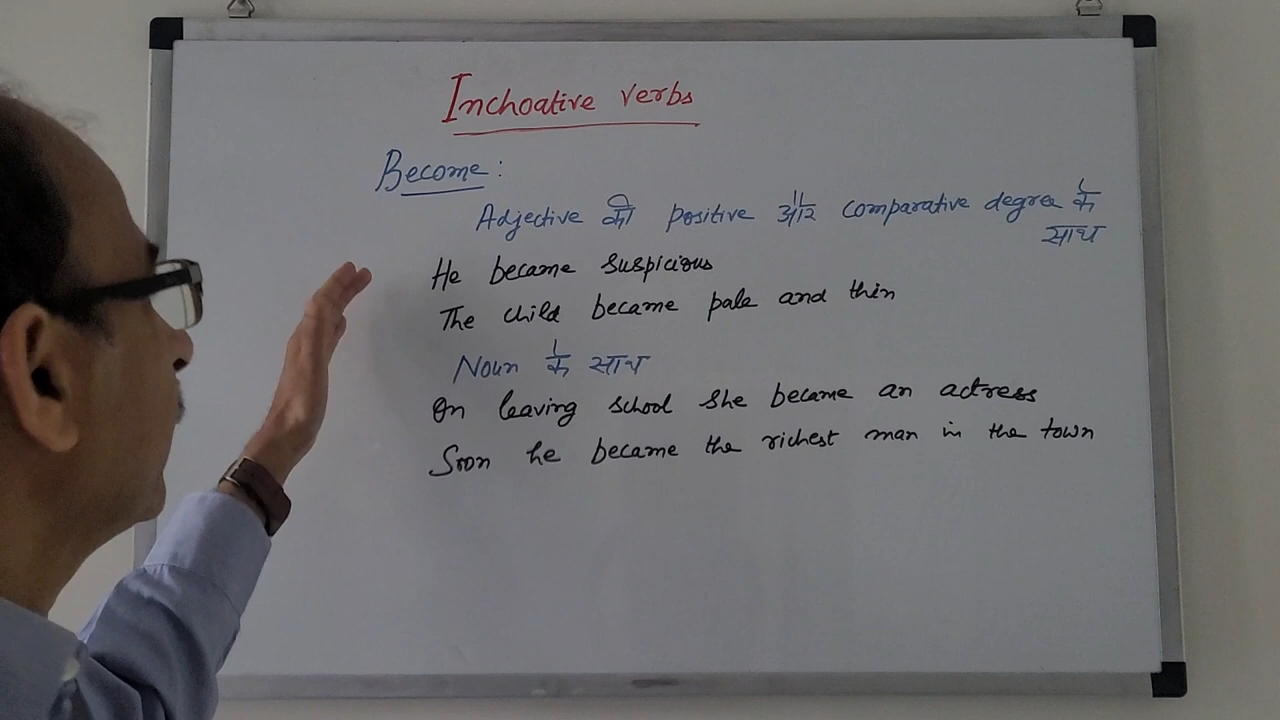 Inchoative verbs
Become :
Adjective की positive और comparative degree के
साथ
He became suspicious
The child became pale and thin
Noun के साथ
On leaving school she became an actress
Soon he became the richest man in the town